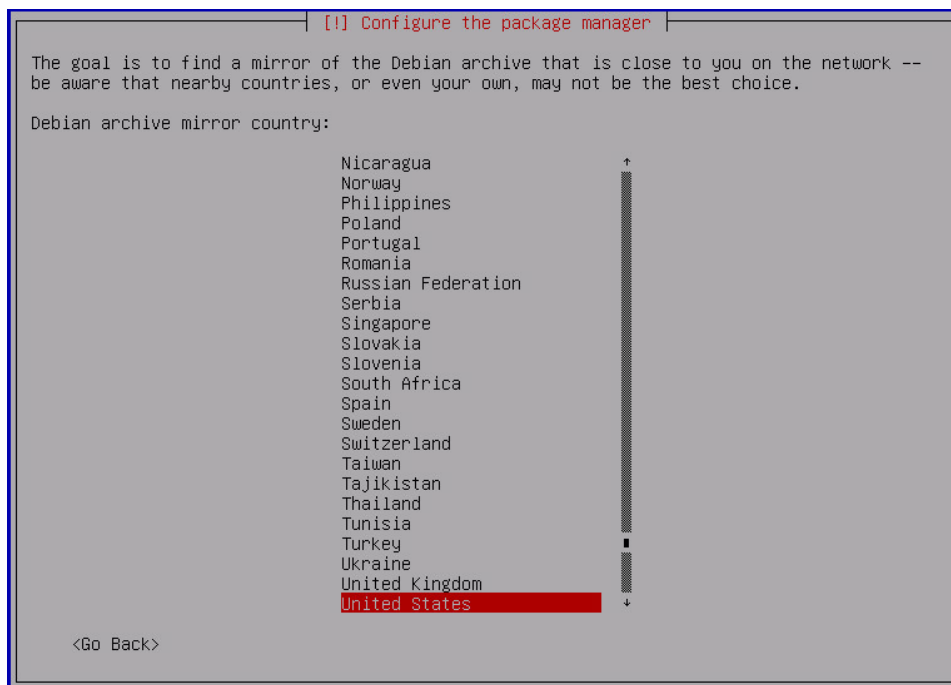 [!] Configure the package manager
The goal is to find a mirror of the Debian archive that is close to you on the network --
be aware that nearby countries, or even your own, may not be the best choice.
Debian archive mirror country:
Nicaragua
Norway
Philippines
Poland
Portugal
Romania
Russian Federation
Serbia
Singapore
Slovakia
Slovenia
South Africa
Spain
Sweden
Switzerland
Taiwan
Tajikistan
Thailand
Tunisia
Turkey
Ukraine
United Kingdom
United States
<Go Back>